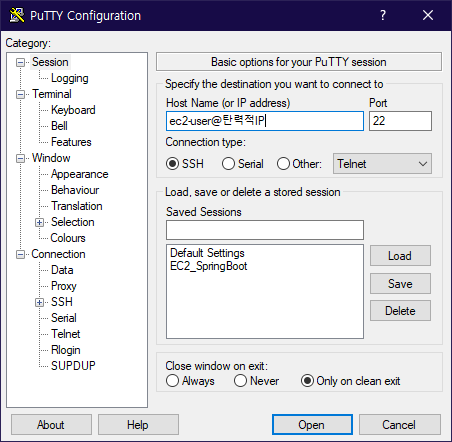 PuTTY Configuration
? ×
Category:
Session
Logging
Terminal
Keyboard
Bell
Features
Window
Appearance
Behaviour
Translation
Selection
Colours
Connection
Data
Proxy
SSH
Serial
Telnet
Rlogin
SUPDUP
Basic options for your PuTTY session
Specify the destination you want to connect to
Host Name (or IP address) Port
ec2-user@탄력적IP 22
Connection type:
SSH Serial Other: Telnet
Load, save or delete a stored session
Saved Sessions
Default Settings
EC2_SpringBoot
Load
Save
Delete
Close window on exit:
Always Never Only on clean exit
About Help Open Cancel